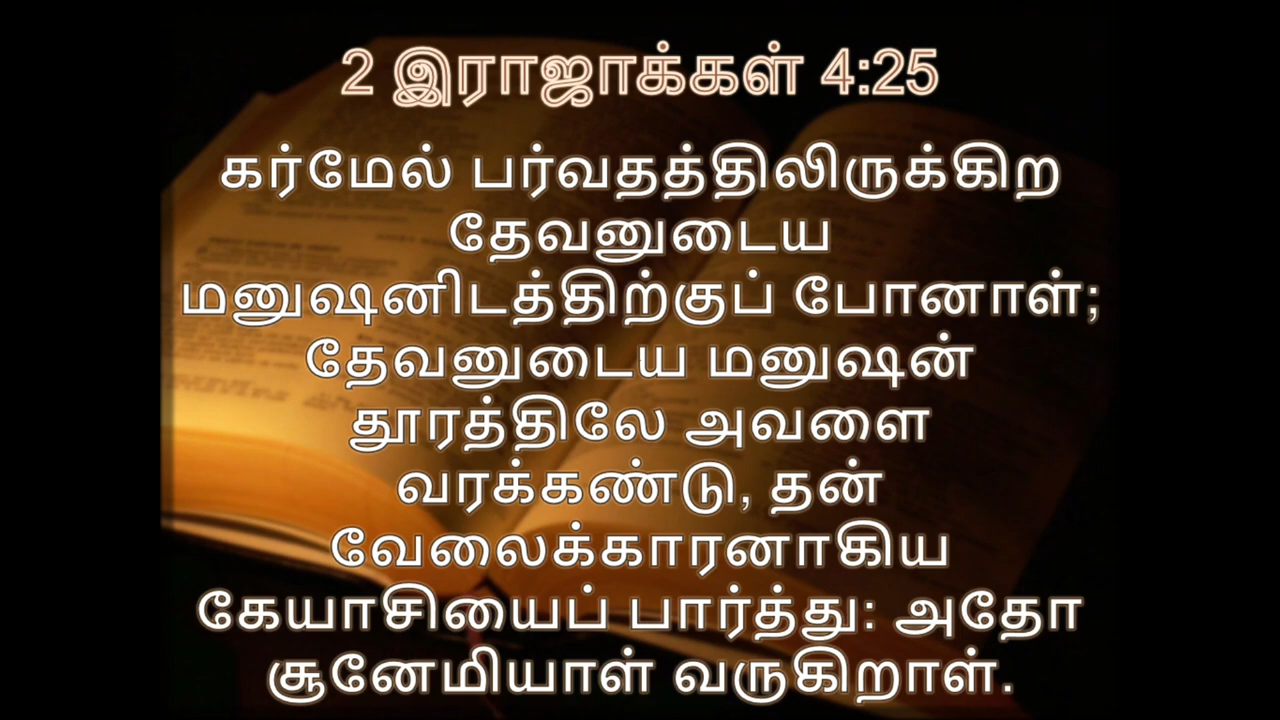 2 இராஜாக்கள் 4:25
கர்மேல் பர்வதத்திலிருக்கிற
தேவனுடைய
மனுஷனிடத்திற்குப் போனாள்;
தேவனுடைய மனுஷன்
தூரத்திலே அவளை
வரக்கண்டு, தன்
வேலைக்காரனாகிய
கேயாசியைப் பார்த்து: அதோ
சூனேமியாள் வருகிறாள்.